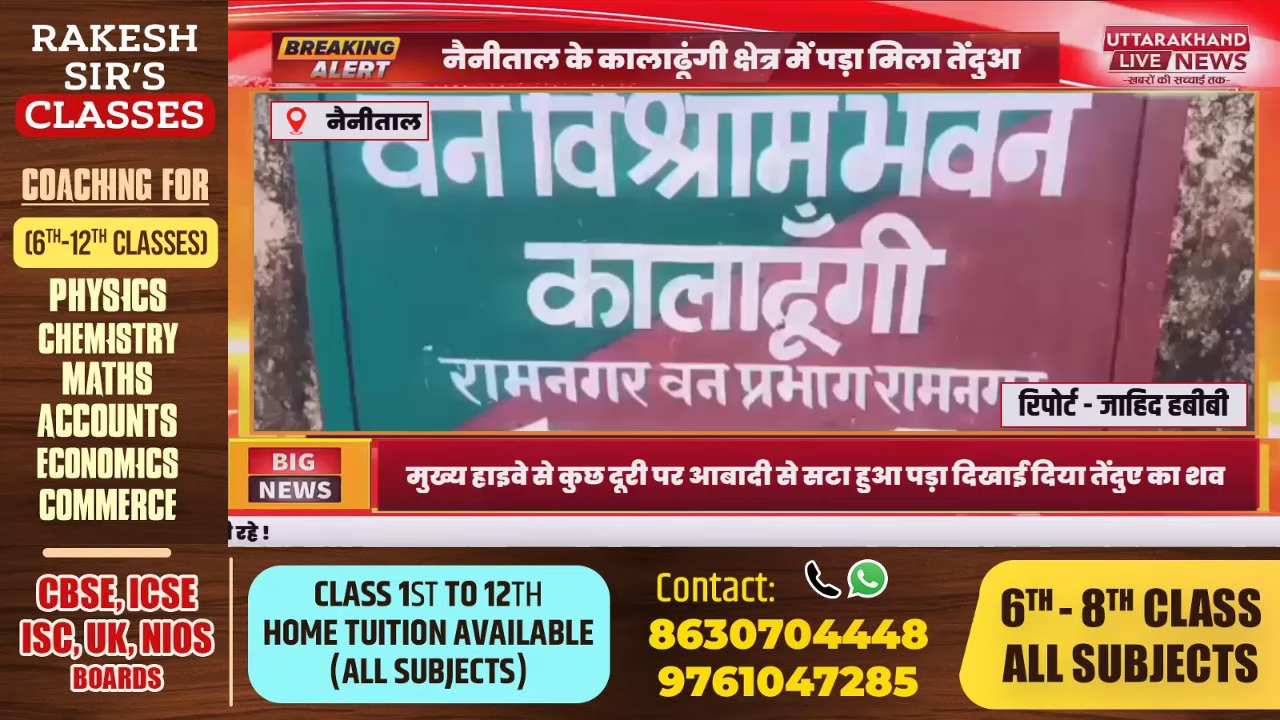 RAKESH
SIR'S
CLASSES
COACHING FOR
(6TH-12TH CLASSES)
PHYSICS
CHEMISTRY
MATHS
ACCOUNTS
ECONOMICS
COMMERCE
CBSE, ICSE
ISC, UK, NIOS
BOARDS
BREAKING
ALERT
नैनीताल के कालाढूंगी क्षेत्र में पड़ा मिला तेंदुआ
UTTARAKHAND
LIVE NEWS
-खबरों की सच्चाई तक-
नैनीताल
वन विश्राम भवन
कालाढूँगी
रामनगर वन प्रभाग रामनगर
रिपोर्ट - जाहिद हबीबी
BIG
NEWS
मुख्य हाइवे से कुछ दूरी पर आबादी से सटा हुआ पड़ा दिखाई दिया तेंदुए का शव
रहे !
CLASS 1ST TO 12TH
HOME TUITION AVAILABLE
(ALL SUBJECTS)
Contact:
8630704448
9761047285
6TH - 8TH CLASS
ALL SUBJECTS